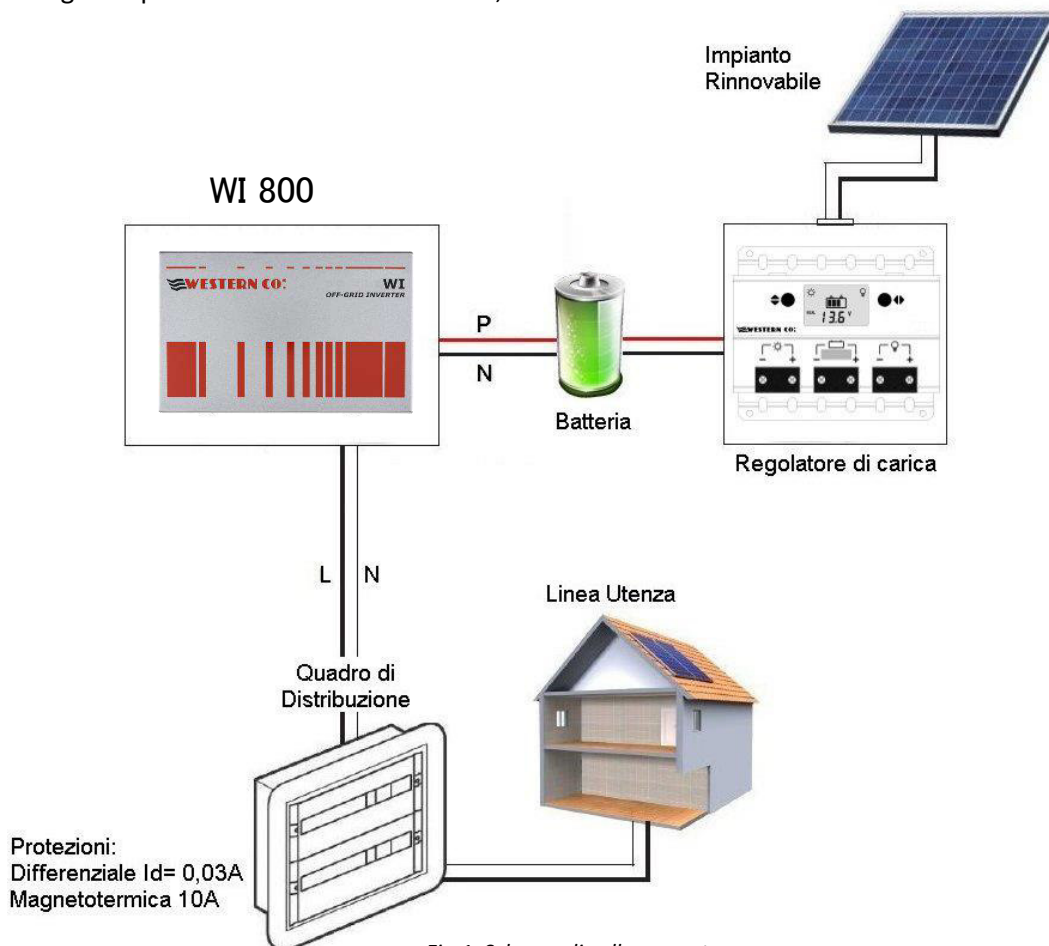 Impianto
Rinnovabile
WI 800
WESTERN CO.
WI
OFF-GRID INVERTER
P
N
Batteria
13.6 V
WESTERN CO.
- +
- +
- +
Regolatore di carica
L N
Linea Utenza
Quadro di
Distribuzione
Protezioni:
Differenziale Id= 0,03A
Magnetotermica 10A